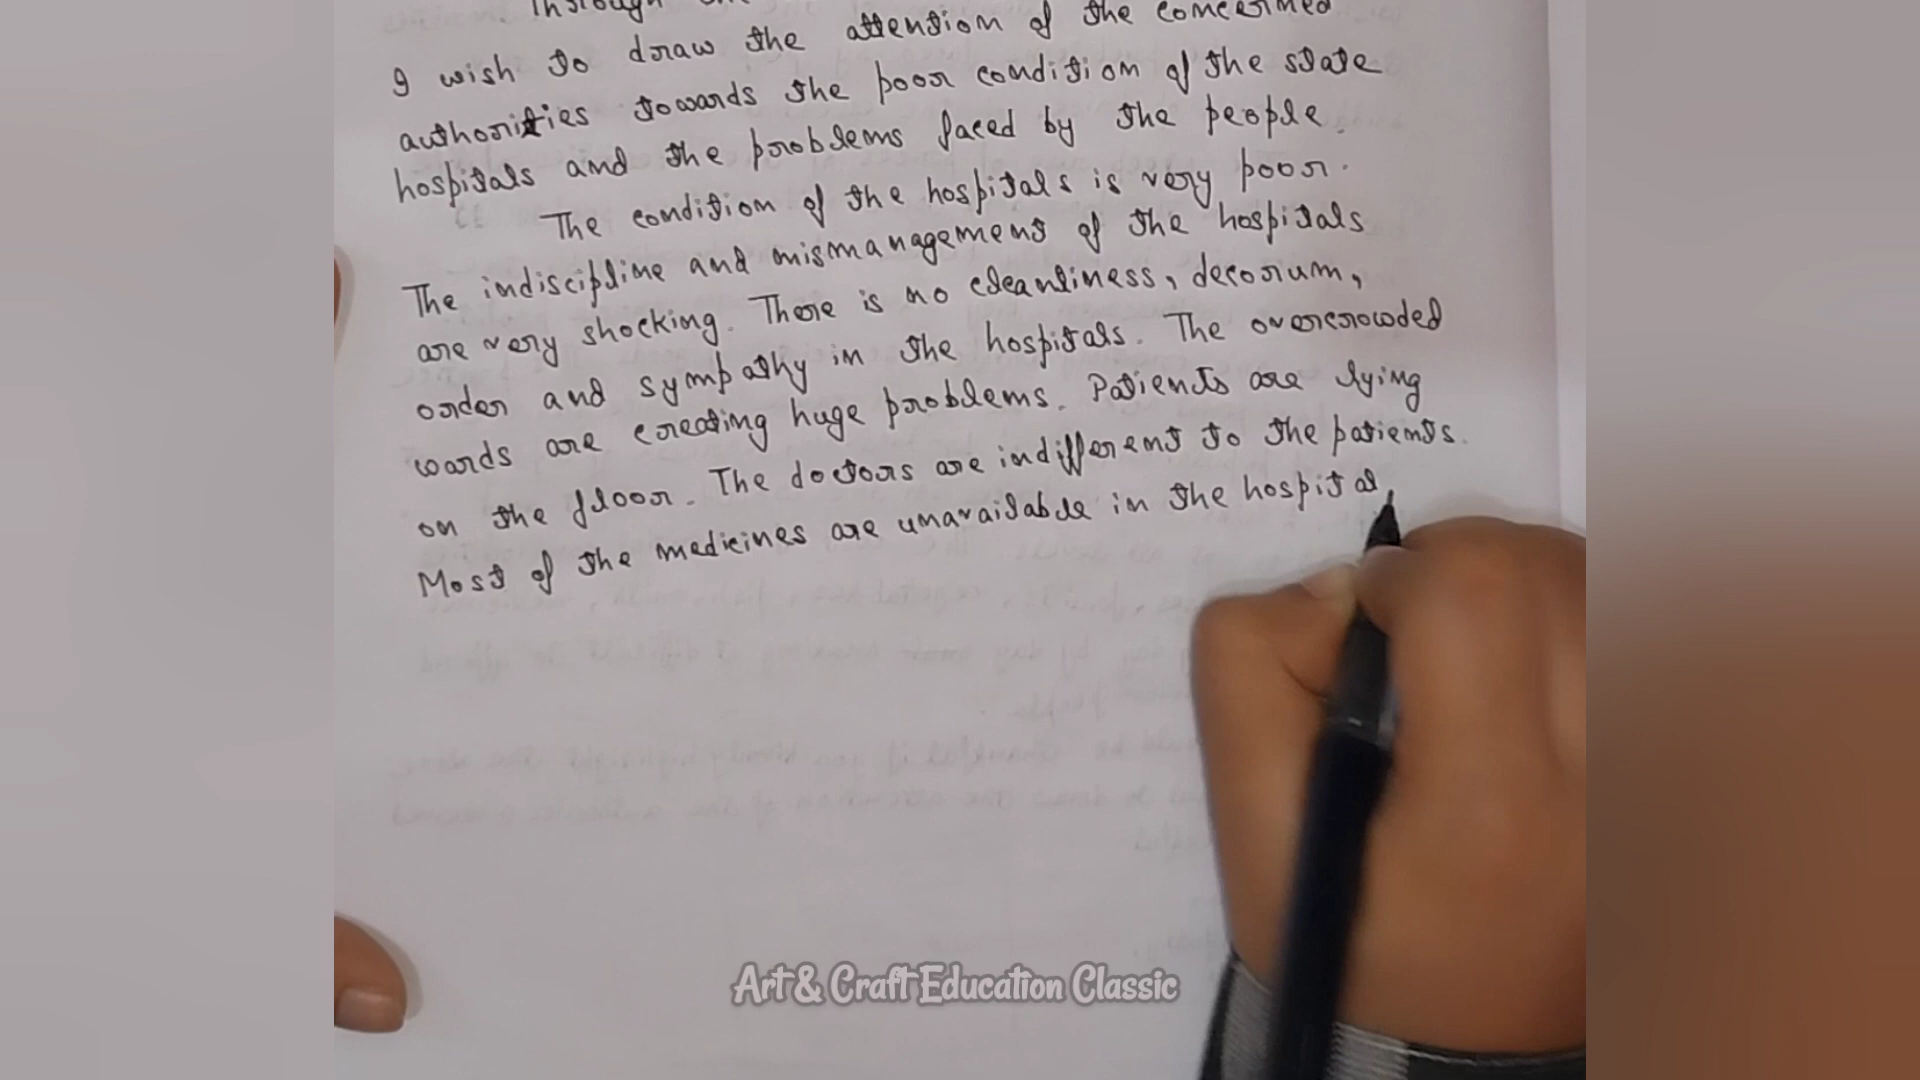 Through
I wish to draw the attention of the concerned
authorities towards the poor condition of the state
hospitals and the problems faced by the people.
The condition of the hospitals is very poor.
The indiscipline and mismanagement of the hospitals
are very shocking. There is no cleanliness, decorum,
order and sympathy in the hospitals. The overcrowded
wards are creating huge problems. Patients are lying
on the floor. The doctors are indifferent to the patients.
Most of the medicines are unavailable in the hospital
Art & Craft Education Classic